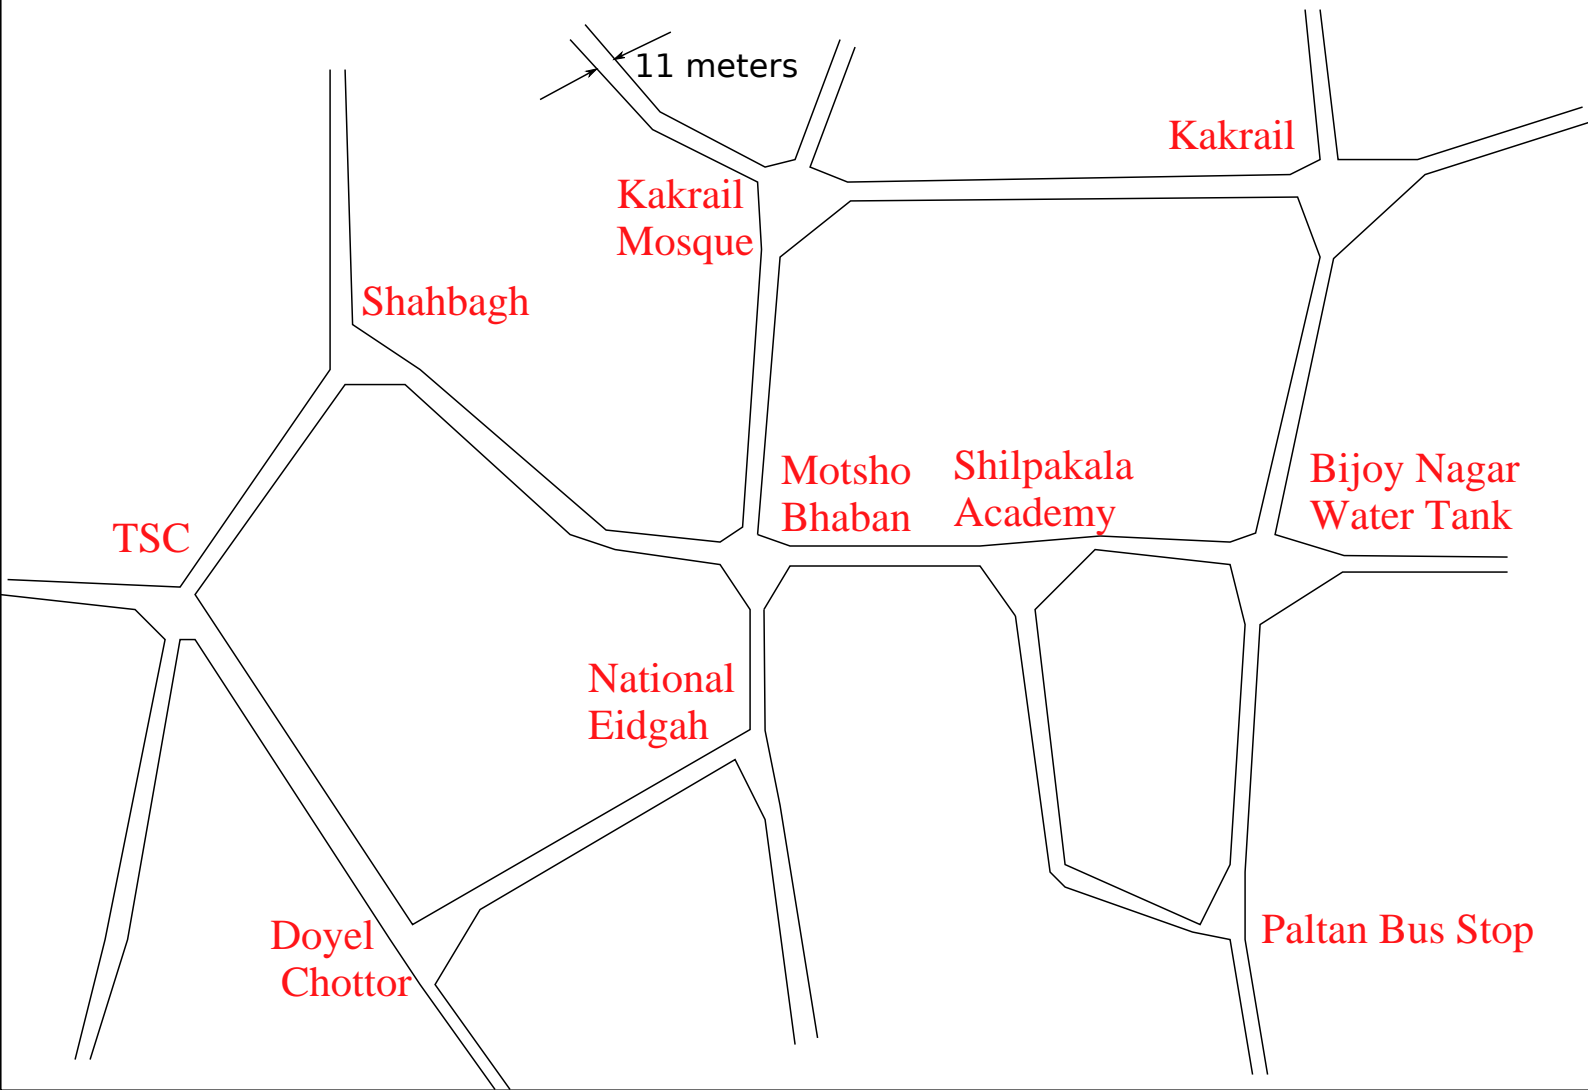 11 meters
Kakrail
Kakrail
Mosque
Shahbagh
Motsho
Bhaban
Shilpakala
Academy
Bijoy Nagar
Water Tank
TSC
National
Eidgah
Doyel
Chottor
Paltan Bus Stop